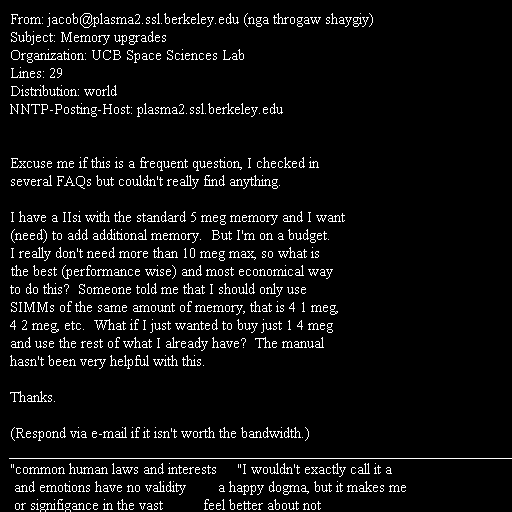 From: jacob@plasma2.ssl.berkeley.edu (nga throgaw shaygiy)
Subject: Memory upgrades
Organization: UCB Space Sciences Lab
Lines: 29
Distribution: world
NNTP-Posting-Host: plasma2.ssl.berkeley.edu
Excuse me if this is a frequent question, I checked in
several FAQs but couldn't really find anything.
I have a IIsi with the standard 5 meg memory and I want
(need) to add additional memory.  But I'm on a budget.
I really don't need more than 10 meg max, so what is
the best (performance wise) and most economical way
to do this?  Someone told me that I should only use
SIMMs of the same amount of memory, that is 4 1 meg,
4 2 meg, etc.  What if I just wanted to buy just 1 4 meg
and use the rest of what I already have?  The manual
hasn't been very helpful with this.
Thanks.
(Respond via e-mail if it isn't worth the bandwidth.)
"common human laws and interests      "I wouldn't exactly call it a
and emotions have no validity         a happy dogma, but it makes me
or signifigance in the vast           feel better about not